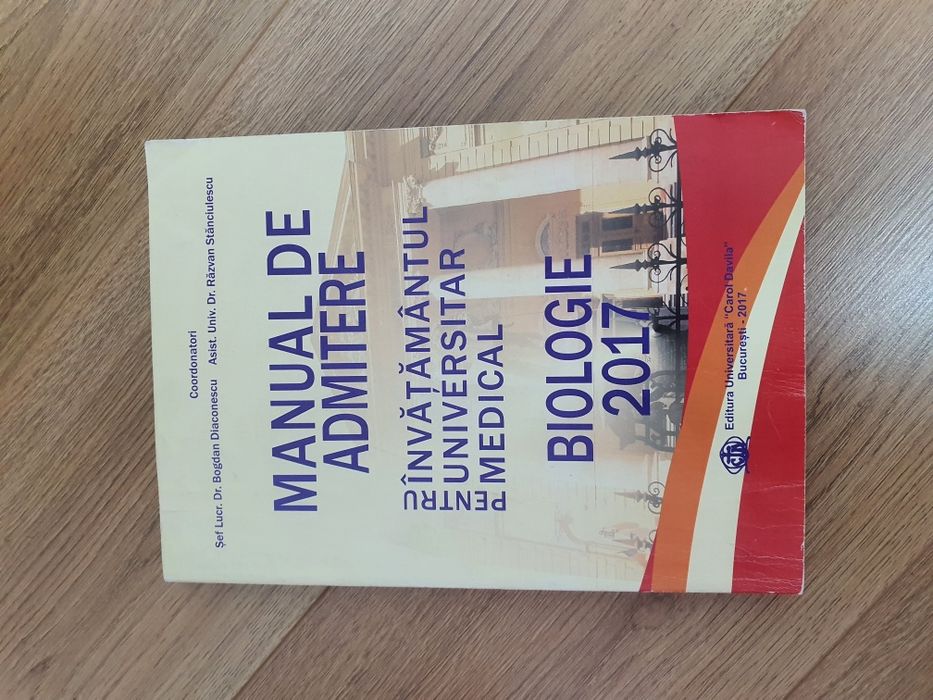 Coordonatori
Șef Lucr. Dr. Bogdan Diaconescu Asist. Univ. Dr. Răzvan Stănciulescu
MANUAL DE
ADMITERE
PENTRU
ÎNVĂȚĂMÂNTUL
UNIVERSITAR
MEDICAL
BIOLOGIE
2017
Editura Universitară "Carol Davila"
București - 2017